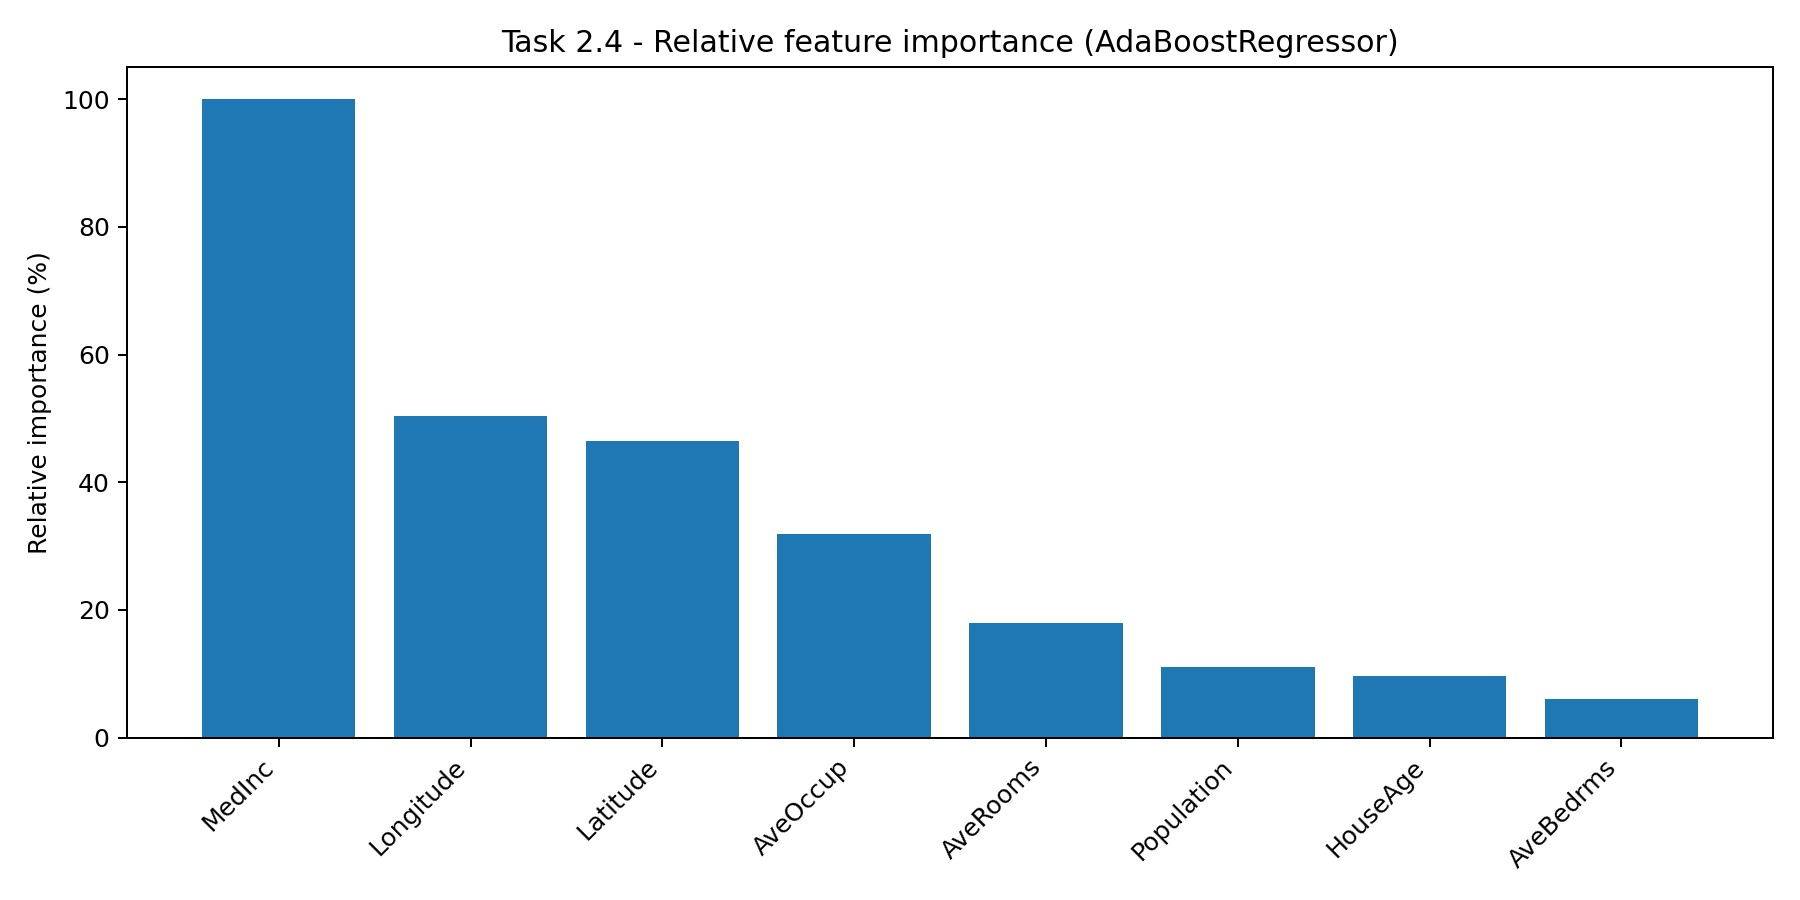 Task 2.4 - Relative feature importance (AdaBoostRegressor)
Relative importance (%)
100
80
60
40
20
0
MedInc
Longitude
Latitude
AveOccup
AveRooms
Population
HouseAge
AveBedrms